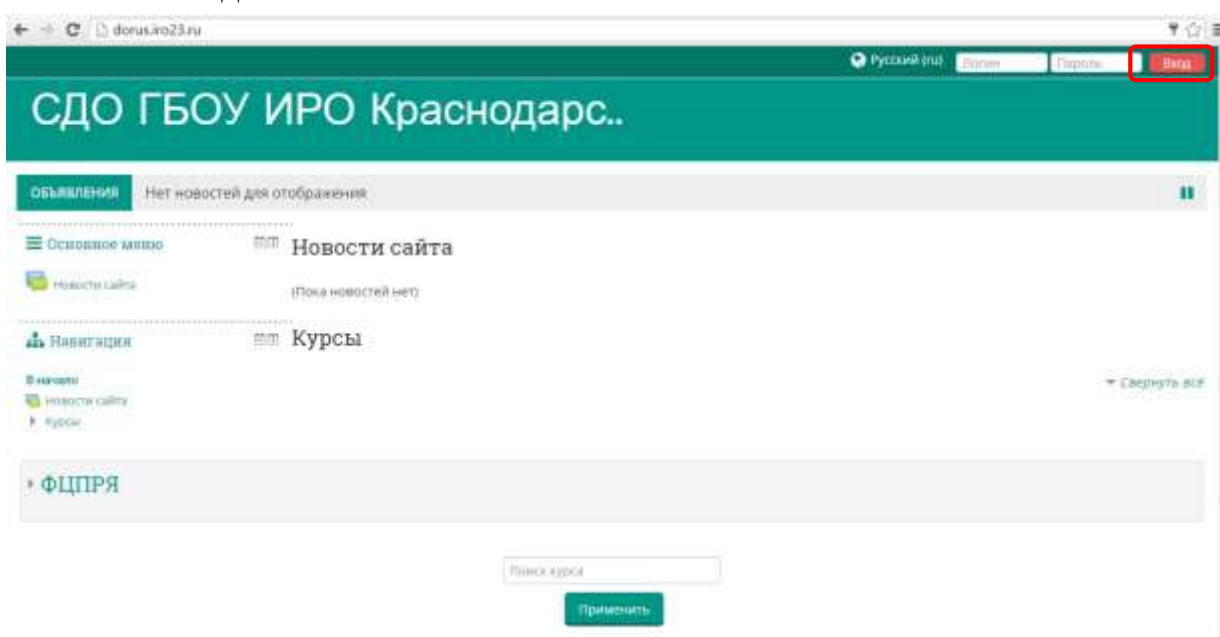 dorus.iro23.ru
Русский (ru) Логин Пароль Вход
СДО ГБОУ ИРО Краснодарс..
ОБЪЯВЛЕНИЯ Нет новостей для отображения
Основное меню
Новости сайта
Новости сайта
(Пока новостей нет)
Навигация
Курсы
В начало
Свернуть всё
Новости сайта
Курсы
ФЦПРЯ
Поиск курса
Применить